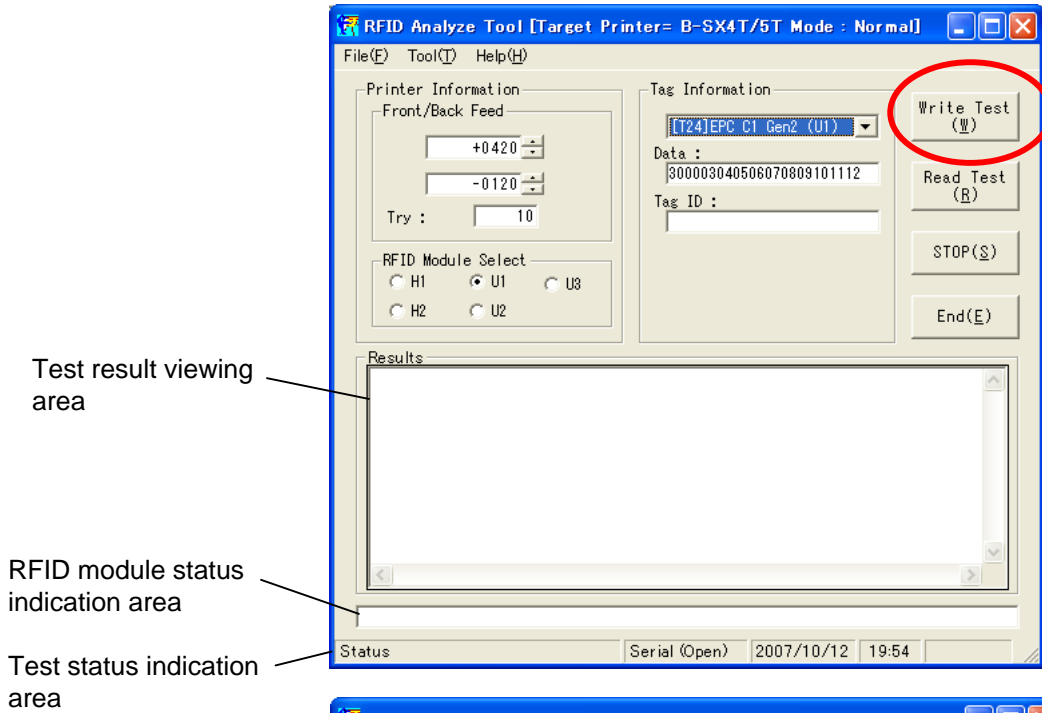 RFID Analyze Tool [Target Printer= B-SX4T/5T Mode : Normal]
File(F) Tool(T) Help(H)
Printer Information
Front/Back Feed
+0420
-0120
Try : 10
RFID Module Select
H1 U1 U3
H2 U2
Tag Information
[T24]EPC C1 Gen2 (U1)
Data :
300003040506070809101112
Tag ID :
Write Test
(W)
Read Test
(R)
STOP(S)
End(E)
Results
Test result viewing
area
RFID module status
indication area
Test status indication
area
Status Serial (Open) 2007/10/12 19:54